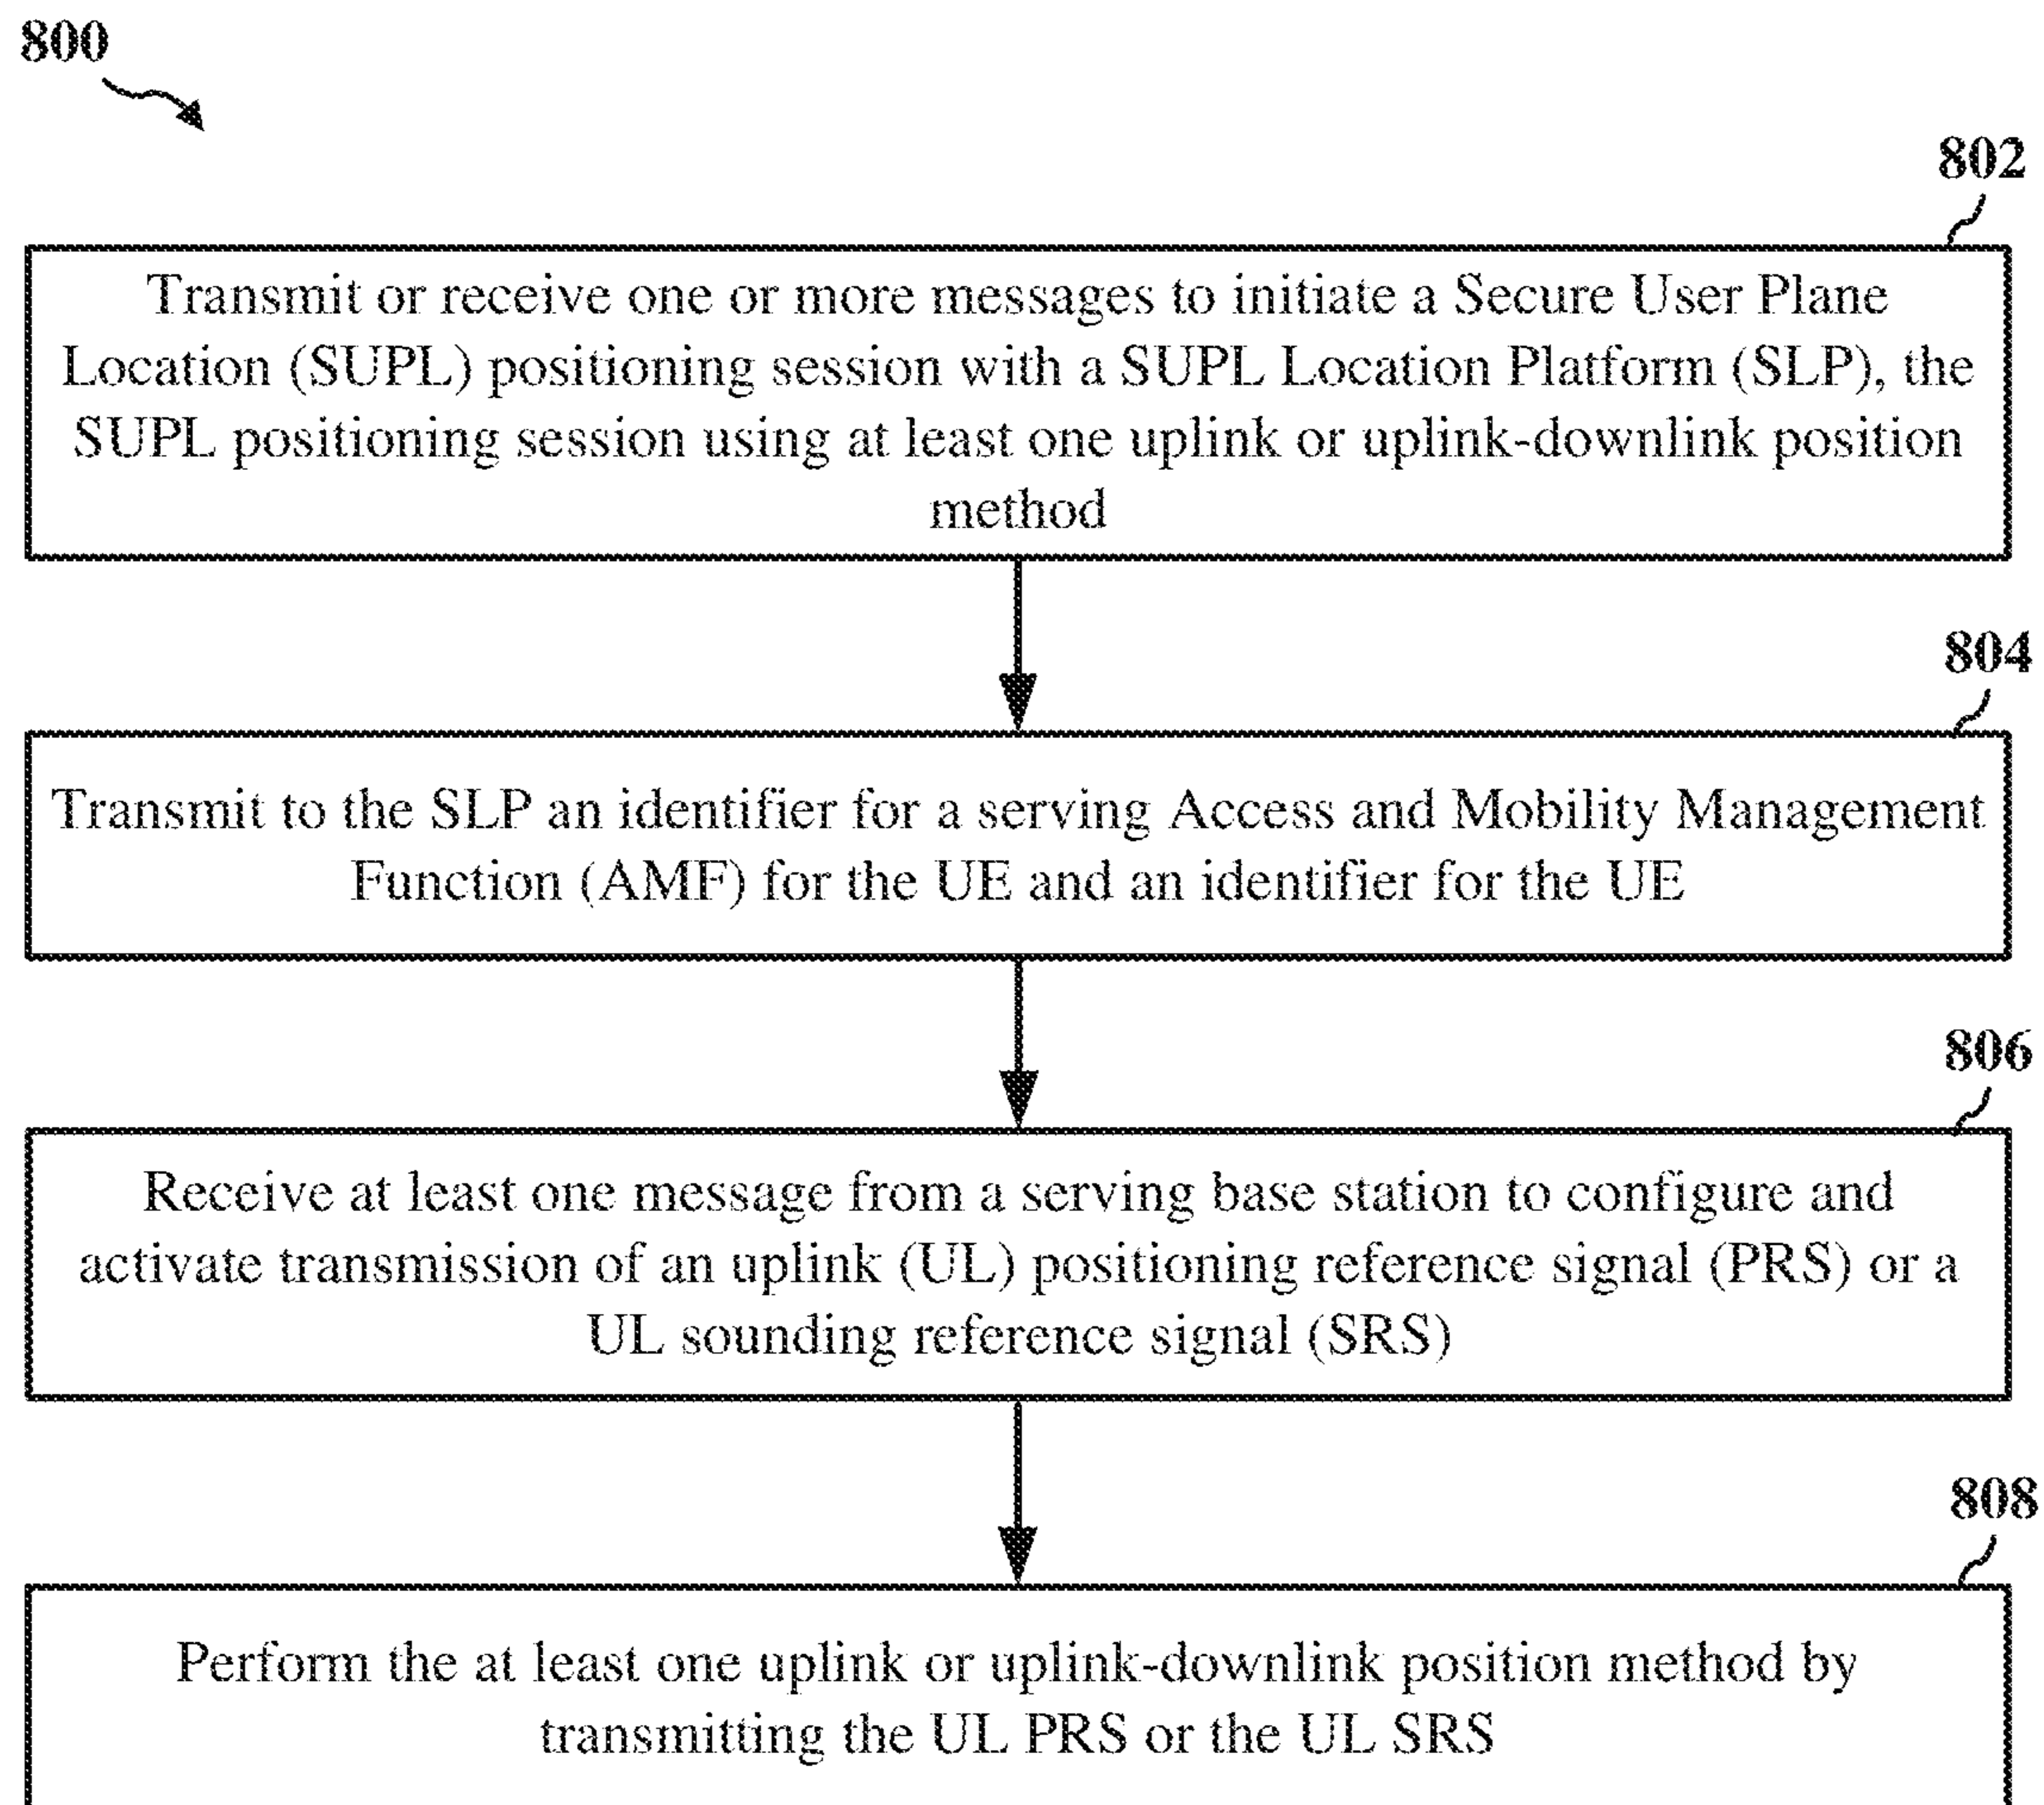 800
802
Transmit or receive one or more messages to initiate a Secure User Plane
Location (SUPL) positioning session with a SUPL Location Platform (SLP), the
SUPL positioning session using at least one uplink or uplink-downlink position
method
804
Transmit to the SLP an identifier for a serving Access and Mobility Management
Function (AMF) for the UE and an identifier for the UE
806
Receive at least one message from a serving base station to configure and
activate transmission of an uplink (UL) positioning reference signal (PRS) or a
UL sounding reference signal (SRS)
808
Perform the at least one uplink or uplink-downlink position method by
transmitting the UL PRS or the UL SRS